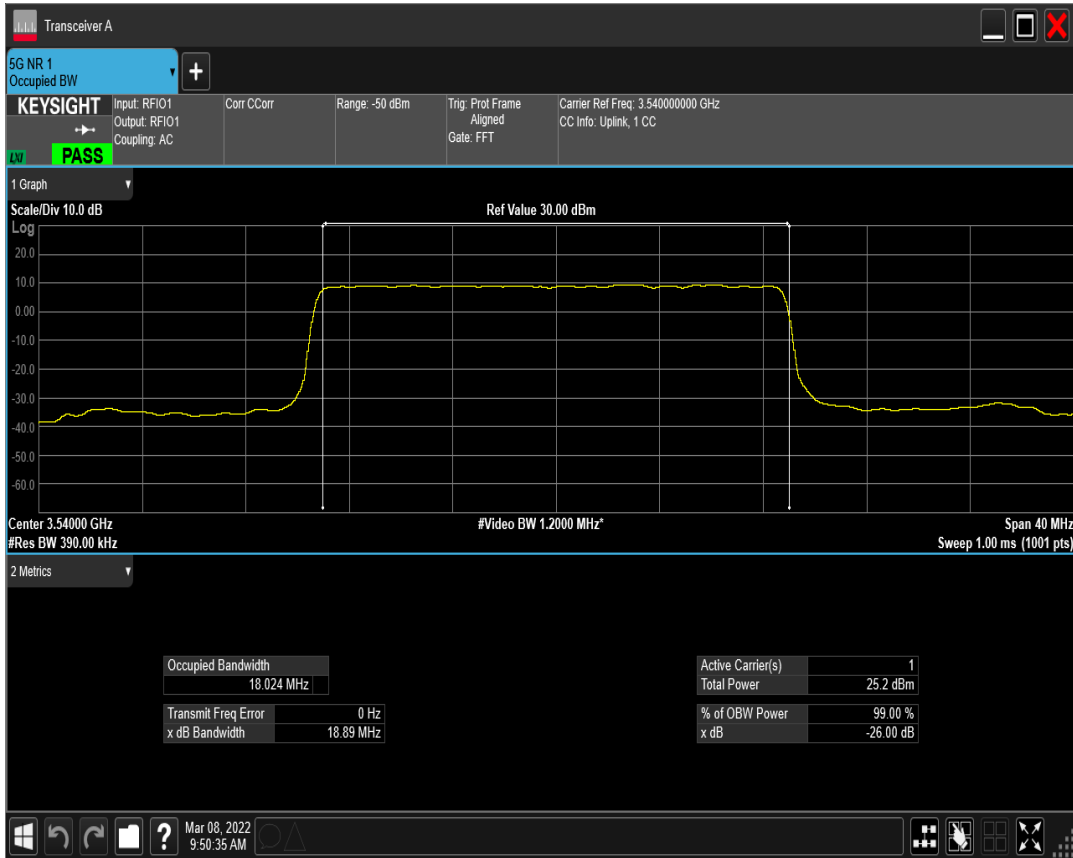 Transceiver A
5G NR 1
Occupied BW
+
KEYSIGHT
LXI
PASS
Input: RFIO1
Output: RFIO1
Coupling: AC
Corr CCorr
Range: -50 dBm
Trig: Prot Frame
Aligned
Gate: FFT
Carrier Ref Freq: 3.540000000 GHz
CC Info: Uplink, 1 CC
1 Graph
Scale/Div 10.0 dB
Ref Value 30.00 dBm
Log
20.0
10.0
0.00
-10.0
-20.0
-30.0
-40.0
-50.0
-60.0
Center 3.54000 GHz
#Video BW 1.2000 MHz*
Span 40 MHz
#Res BW 390.00 kHz
Sweep 1.00 ms (1001 pts)
2 Metrics
Occupied Bandwidth
18.024 MHz
Transmit Freq Error 0 Hz
x dB Bandwidth 18.89 MHz
Active Carrier(s) 1
Total Power 25.2 dBm
% of OBW Power 99.00 %
x dB -26.00 dB
?
Mar 08, 2022
9:50:35 AM